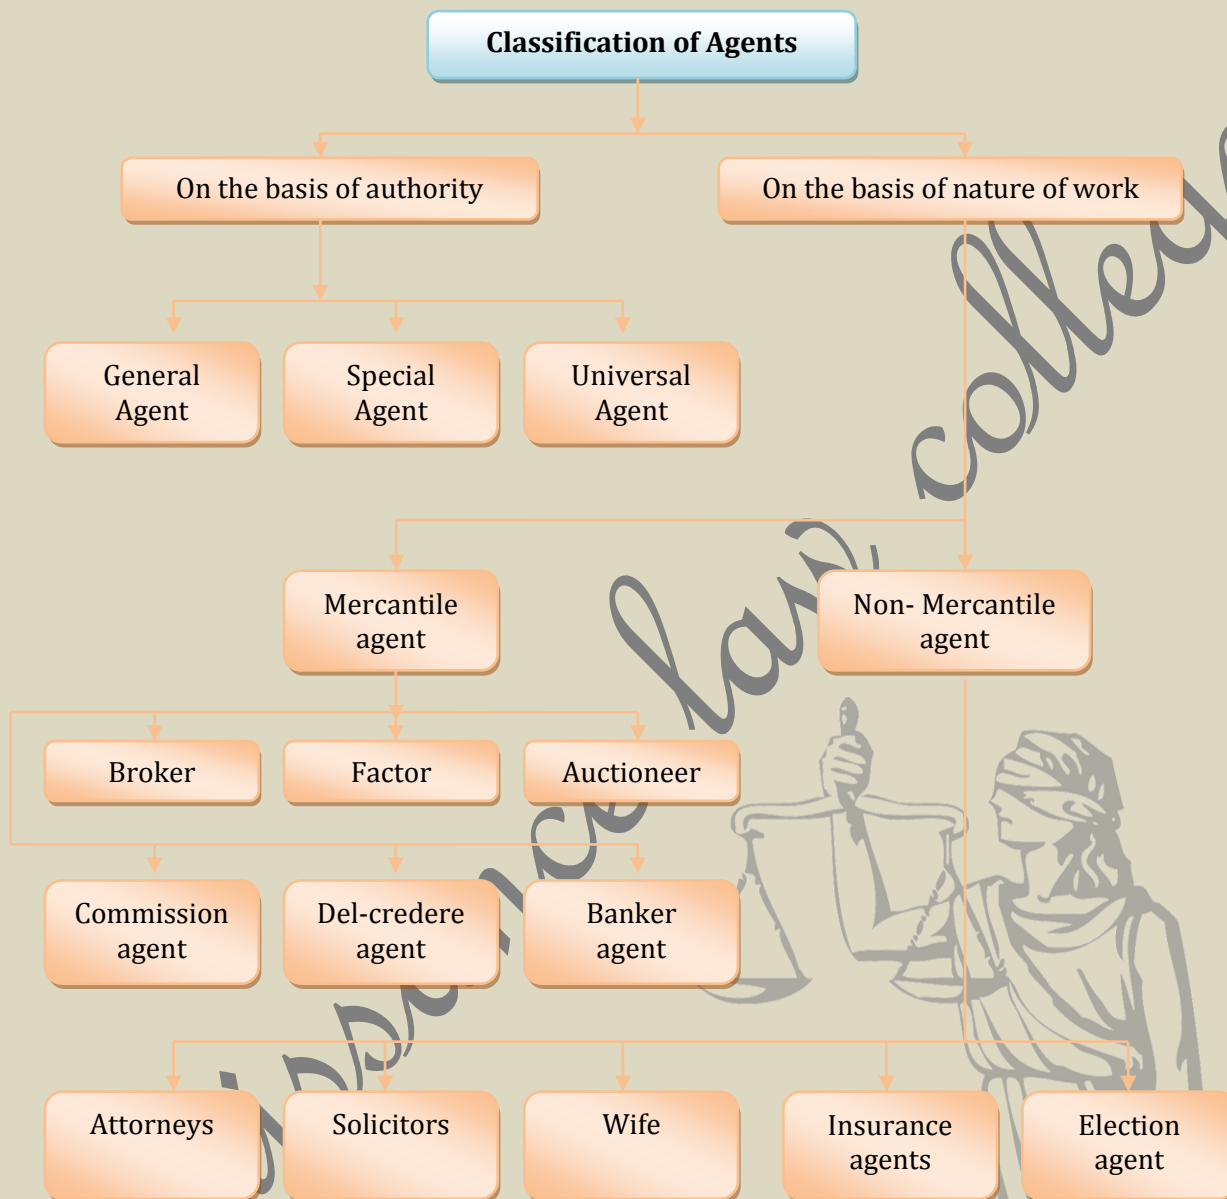 Classification of Agents
On the basis of authority
On the basis of nature of work
General
Agent
Special
Agent
Universal
Agent
Mercantile
agent
Non- Mercantile
agent
Broker
Factor
Auctioneer
Commission
agent
Del-credere
agent
Banker
agent
Attorneys
Solicitors
Wife
Insurance
agents
Election
agent
law